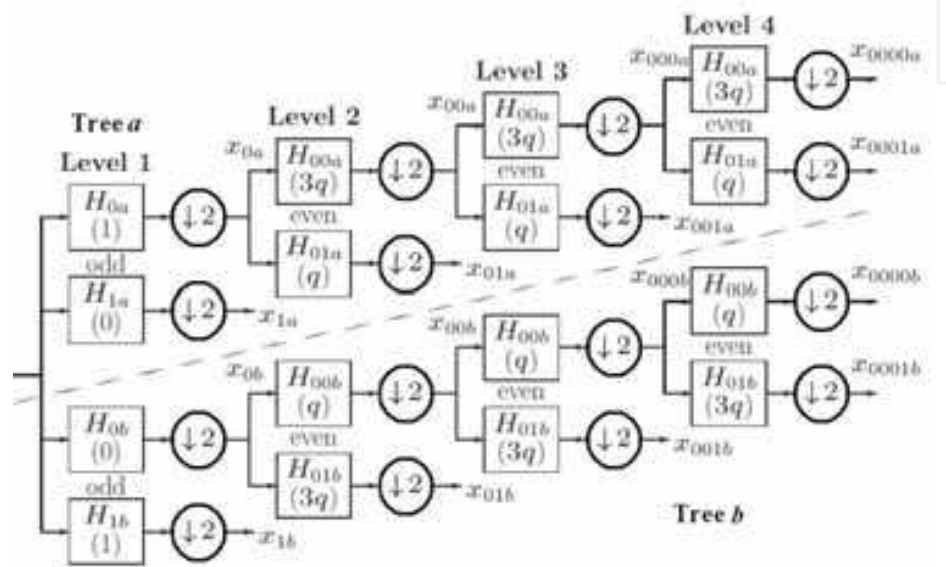 Tree a
Level 1
H0a
(1)
odd
H1a
(0)
↓2
↓2
x0a
x1a
Level 2
H00a
(3q)
even
H01a
(q)
↓2
↓2
x00a
x01a
Level 3
H00a
(3q)
even
H01a
(q)
↓2
↓2
x000a
x001a
Level 4
H00a
(3q)
even
H01a
(q)
↓2
↓2
x0000a
x0001a
H0b
(0)
odd
H1b
(1)
↓2
↓2
x0b
x1b
H00b
(q)
even
H01b
(3q)
↓2
↓2
x00b
x01b
H00b
(q)
even
H01b
(3q)
↓2
↓2
x000b
x001b
H00b
(q)
even
H01b
(3q)
↓2
↓2
x0000b
x0001b
Tree b